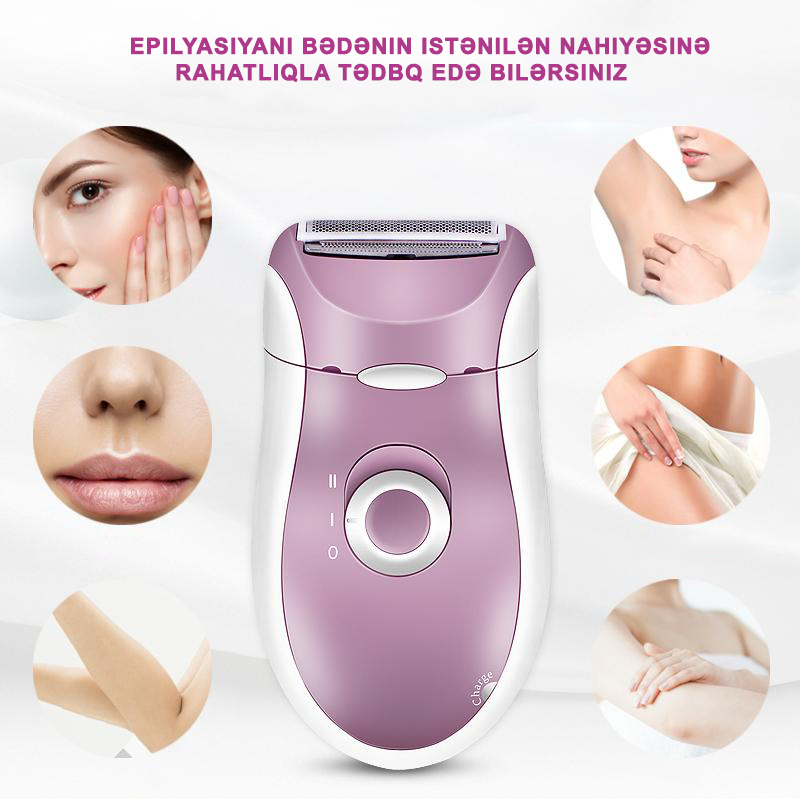 EPILYASIYANI BƏDƏNIN ISTƏNILƏN NAHIYƏSINƏ
RAHATLIQLA TƏDBQ EDƏ BILƏRSINIZ
II
I
O
Charge